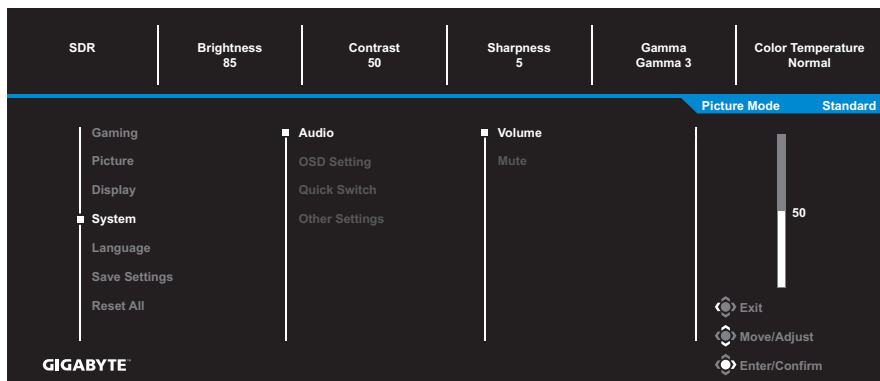 SDR
Brightness
85
Contrast
50
Sharpness
5
Gamma
Gamma 3
Color Temperature
Normal
Picture Mode Standard
Gaming
Picture
Display
System
Language
Save Settings
Reset All
Audio
OSD Setting
Quick Switch
Other Settings
Volume
Mute
50
Exit
Move/Adjust
Enter/Confirm
GIGABYTE™